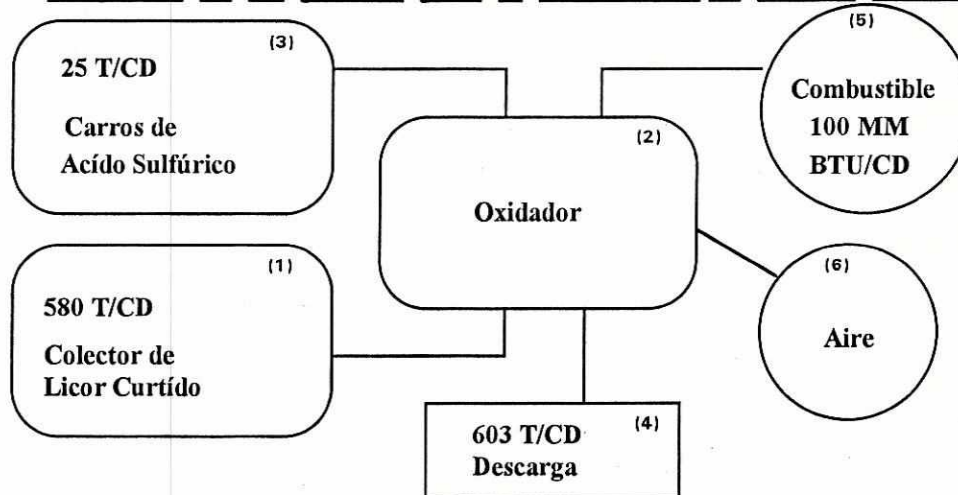 (3)
25 T/CD
Carros de
Acído Sulfúrico
(5)
Combustible
100 MM
BTU/CD
(2)
Oxidador
(1)
580 T/CD
Colector de
Licor Curtído
(6)
Aire
(4)
603 T/CD
Descarga